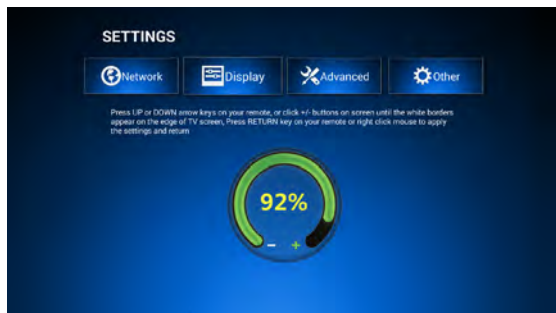 SETTINGS
Network Display Advanced Other
Press UP or DOWN arrow keys on your remote, or click +/- buttons on screen until the white borders
appear on the edge of TV screen, Press RETURN key on your remote or right click mouse to apply
the settings and return
92%
- +